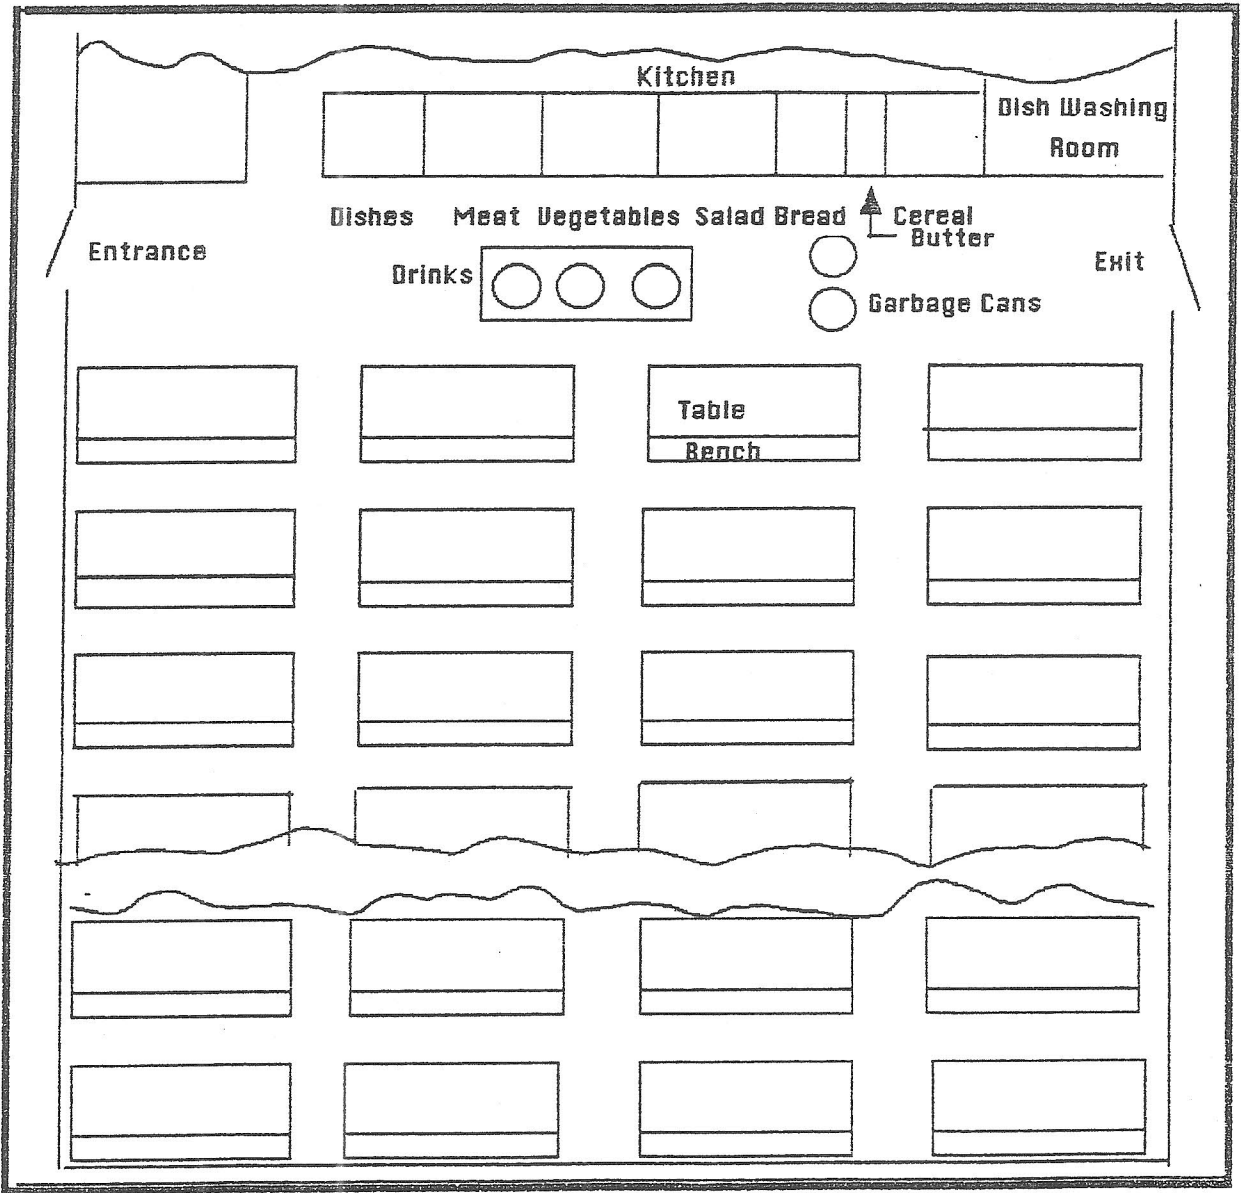 Kitchen
Dish Washing
Room
Dishes Meat Vegetables Salad Bread Cereal
Butter
Entrance
Exit
Drinks
Garbage Cans
Table
Bench